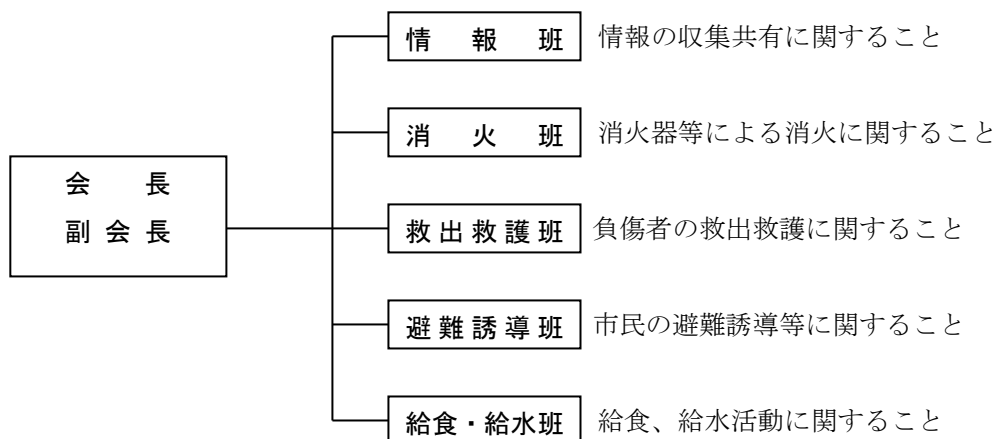 情報班 情報の収集共有に関すること
消火班 消火器等による消火に関すること
会長
副会長
救出救護班 負傷者の救出救護に関すること
避難誘導班 市民の避難誘導等に関すること
給食・給水班 給食、給水活動に関すること